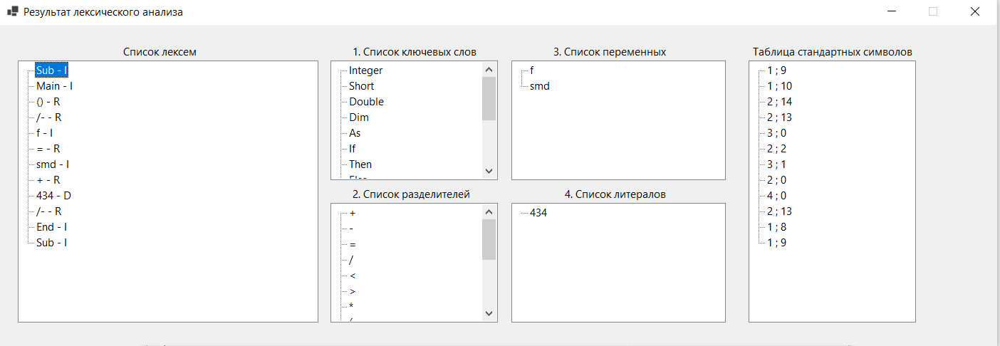 Результат лексического анализа
Список лексем
Sub - I
Main - I
() - R
/- - R
f - I
= - R
smd - I
+ - R
434 - D
/- - R
End - I
Sub - I
1. Список ключевых слов
Integer
Short
Double
Dim
As
If
Then
Else
2. Список разделителей
+
-
=
/
<
>
*
(
3. Список переменных
f
smd
4. Список литералов
434
Таблица стандартных символов
1 ; 9
1 ; 10
2 ; 14
2 ; 13
3 ; 0
2 ; 2
3 ; 1
2 ; 0
4 ; 0
2 ; 13
1 ; 8
1 ; 9